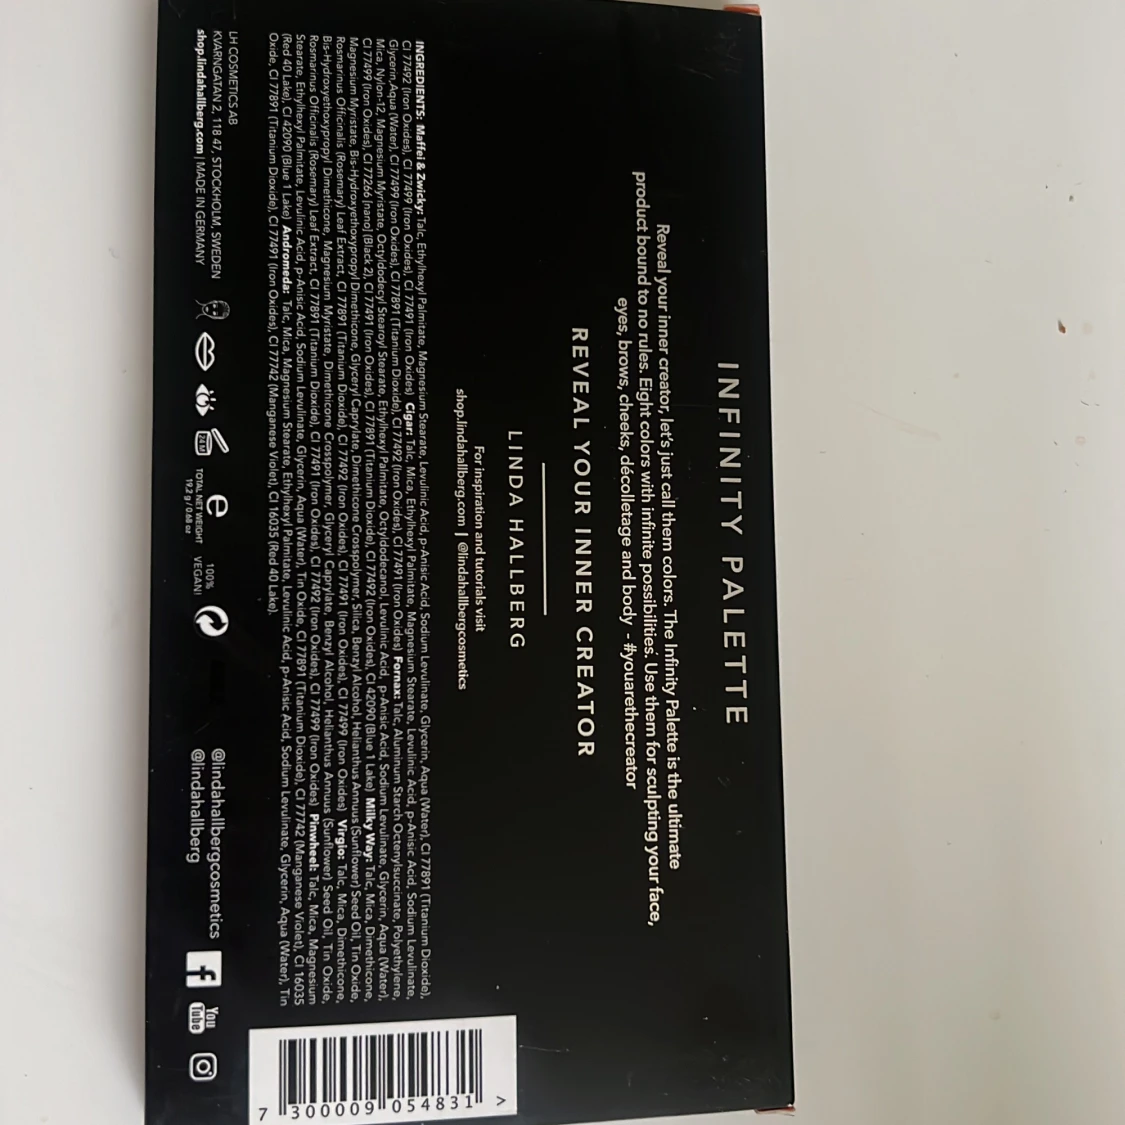 INFINITY PALETTE
Reveal your inner creator, let's just call them colors. The Infinity Palette is the ultimate
product bound to no rules. Eight colors with infinite possibilities. Use them for sculpting your face,
eyes, brows, cheeks, décolletage and body - #youarethecreator
REVEAL YOUR INNER CREATOR
LINDA HALLBERG
For inspiration and tutorials visit
shop.lindahallberg.com | @lindahallbergcosmetics
INGREDIENTS: Maffei & Zwicky: Talc, Ethylhexyl Palmitate, Magnesium Stearate, Levulinic Acid, p-Anisic Acid, Sodium Levulinate, Glycerin, Aqua (Water), CI 77891 (Titanium Dioxide),
CI 77492 (Iron Oxides), CI 77499 (Iron Oxides), CI 77491 (Iron Oxides) Cigar: Talc, Mica, Ethylhexyl Palmitate, Magnesium Stearate, Levulinic Acid, p-Anisic Acid, Sodium Levulinate,
Glycerin, Aqua (Water), CI 77499 (Iron Oxides), CI 77891 (Titanium Dioxide), CI 77492 (Iron Oxides), CI 77491 (Iron Oxides) Fornax: Talc, Aluminum Starch Octenylsuccinate, Polyethylene,
Mica, Nylon-12, Magnesium Myristate, Octyldodecyl Stearoyl Stearate, Ethylhexyl Palmitate, Octyldodecanol, Levulinic Acid, p-Anisic Acid, Sodium Levulinate, Glycerin, Aqua (Water),
CI 77499 (Iron Oxides), CI 77266 [nano] (Black 2), CI 77491 (Iron Oxides), CI 77891 (Titanium Dioxide), CI 77492 (Iron Oxides), CI 42090 (Blue 1 Lake) Milky Way: Talc, Mica, Dimethicone,
Magnesium Myristate, Bis-Hydroxyethoxypropyl Dimethicone, Glyceryl Caprylate, Dimethicone Crosspolymer, Silica, Benzyl Alcohol, Helianthus Annuus (Sunflower) Seed Oil, Tin Oxide,
Rosmarinus Officinalis (Rosemary) Leaf Extract, CI 77891 (Titanium Dioxide), CI 77492 (Iron Oxides), CI 77491 (Iron Oxides), CI 77499 (Iron Oxides) Virgio: Talc, Mica, Dimethicone,
Bis-Hydroxyethoxypropyl Dimethicone, Magnesium Myristate, Dimethicone Crosspolymer, Glyceryl Caprylate, Benzyl Alcohol, Helianthus Annuus (Sunflower) Seed Oil, Tin Oxide,
Rosmarinus Officinalis (Rosemary) Leaf Extract, CI 77891 (Titanium Dioxide), CI 77491 (Iron Oxides), CI 77492 (Iron Oxides), CI 77499 (Iron Oxides) Pinwheel: Talc, Mica, Magnesium
Stearate, Ethylhexyl Palmitate, Levulinic Acid, p-Anisic Acid, Sodium Levulinate, Glycerin, Aqua (Water), Tin Oxide, CI 77891 (Titanium Dioxide), CI 77742 (Manganese Violet), CI 16035
(Red 40 Lake), CI 42090 (Blue 1 Lake) Andromeda: Talc, Mica, Magnesium Stearate, Ethylhexyl Palmitate, Levulinic Acid, p-Anisic Acid, Sodium Levulinate, Glycerin, Aqua (Water), Tin
Oxide, CI 77891 (Titanium Dioxide), CI 77491 (Iron Oxides), CI 77742 (Manganese Violet), CI 16035 (Red 40 Lake).
LH COSMETICS AB
KVARNGATAN 2, 118 47, STOCKHOLM, SWEDEN
shop.lindahallberg.com | MADE IN GERMANY
24 M
e
TOTAL NET WEIGHT
19,2 g / 0.68 oz
100%
VEGAN!
@lindahallbergcosmetics
@lindahallberg
f
You
Tube
7 300009 054831 >